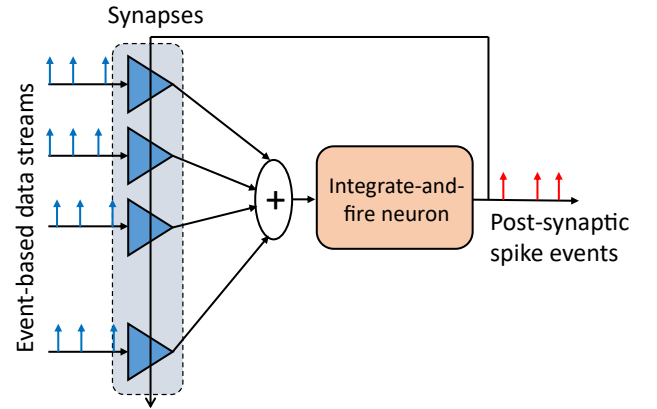 Synapses
Event-based data streams
+
Integrate-and-
fire neuron
Post-synaptic
spike events